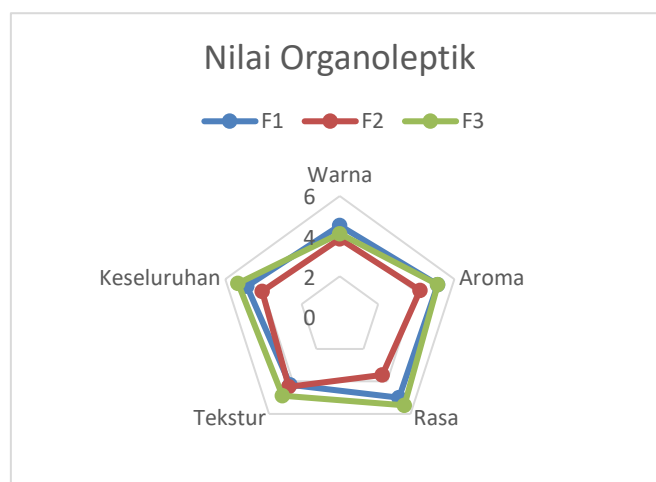 Nilai Organoleptik
F1 F2 F3
Warna
6
4
2
0
Aroma
Rasa
Tekstur
Keseluruhan